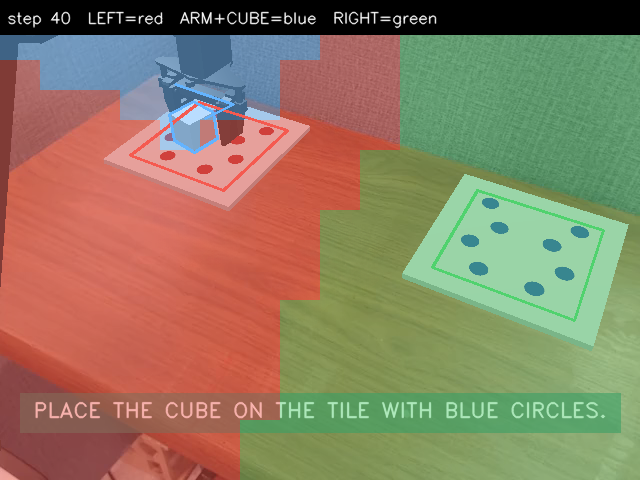 step 40   LEFT=red   ARM+CUBE=blue   RIGHT=green
PLACE THE CUBE ON THE TILE WITH BLUE CIRCLES.